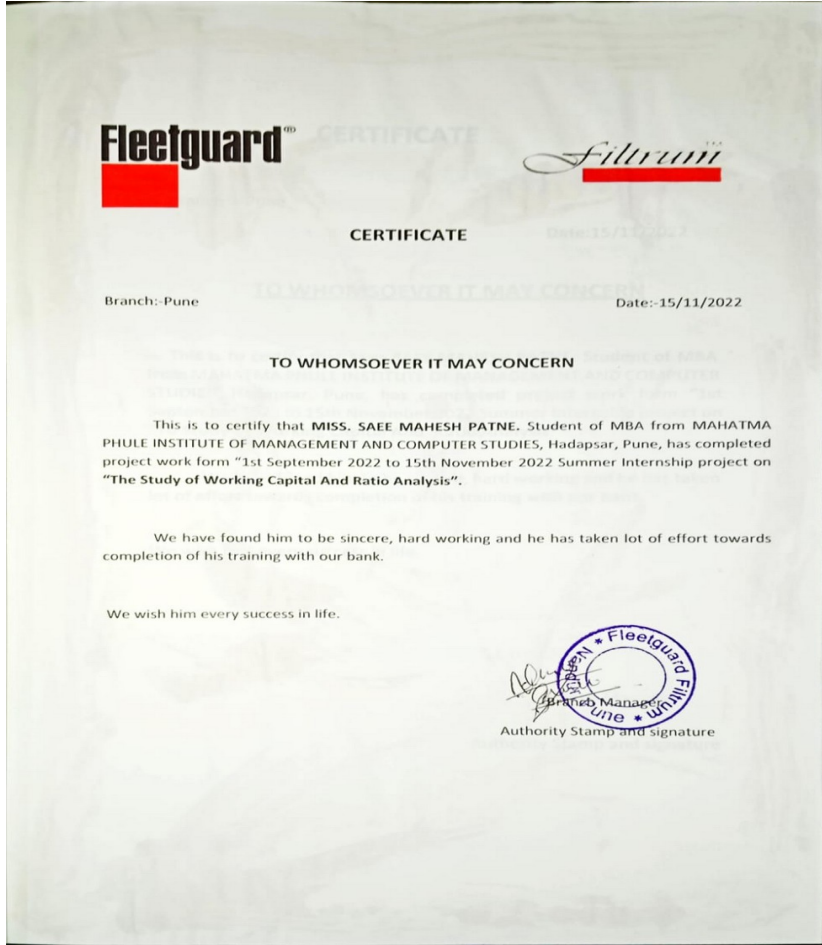 Fleetguard®
Filtrum
CERTIFICATE
Branch:-Pune
Date:-15/11/2022
TO WHOMSOEVER IT MAY CONCERN
This is to certify that MISS. SAEE MAHESH PATNE. Student of MBA from MAHATMA
PHULE INSTITUTE OF MANAGEMENT AND COMPUTER STUDIES, Hadapsar, Pune, has completed
project work form "1st September 2022 to 15th November 2022 Summer Internship project on
"The Study of Working Capital And Ratio Analysis".
We have found him to be sincere, hard working and he has taken lot of effort towards
completion of his training with our bank.
We wish him every success in life.
* Fleetguard Filtrum * Pune
Branch Manager
Authority Stamp and signature